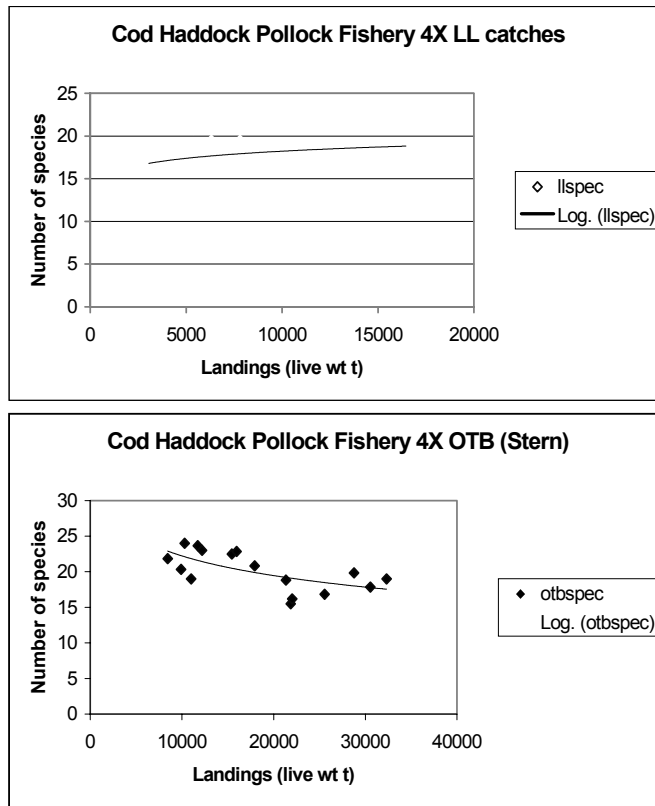 Cod Haddock Pollock Fishery 4X LL catches
Number of species
25
20
15
10
5
0
0 5000 10000 15000 20000
Landings (live wt t)
llspec
Log. (llspec)
Cod Haddock Pollock Fishery 4X OTB (Stern)
Number of species
30
25
20
15
10
5
0
0 10000 20000 30000 40000
Landings (live wt t)
otbspec
Log. (otbspec)